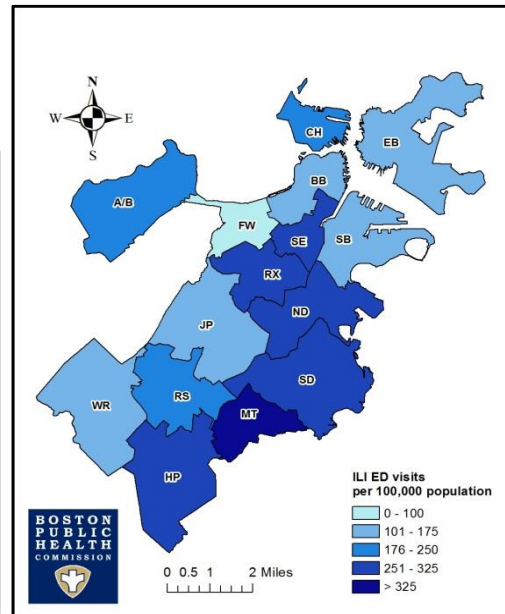 N
W E
S
CH
EB
BB
A/B
FW
SE
SB
RX
ND
JP
SD
WR
RS
MT
HP
ILI ED visits
per 100,000 population
0 - 100
101 - 175
176 - 250
251 - 325
> 325
BOSTON
PUBLIC
HEALTH
COMMISSION
0 0.5 1 2 Miles